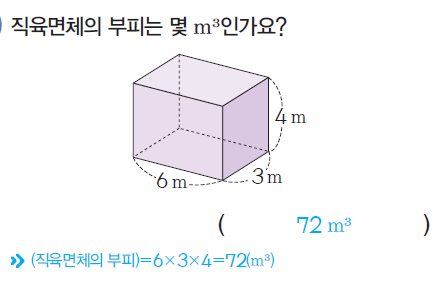 직육면체의 부피는 몇 m³인가요?
4 m
6 m
3 m
( 72 m³ )
(직육면체의 부피)=6×3×4=72(m³)